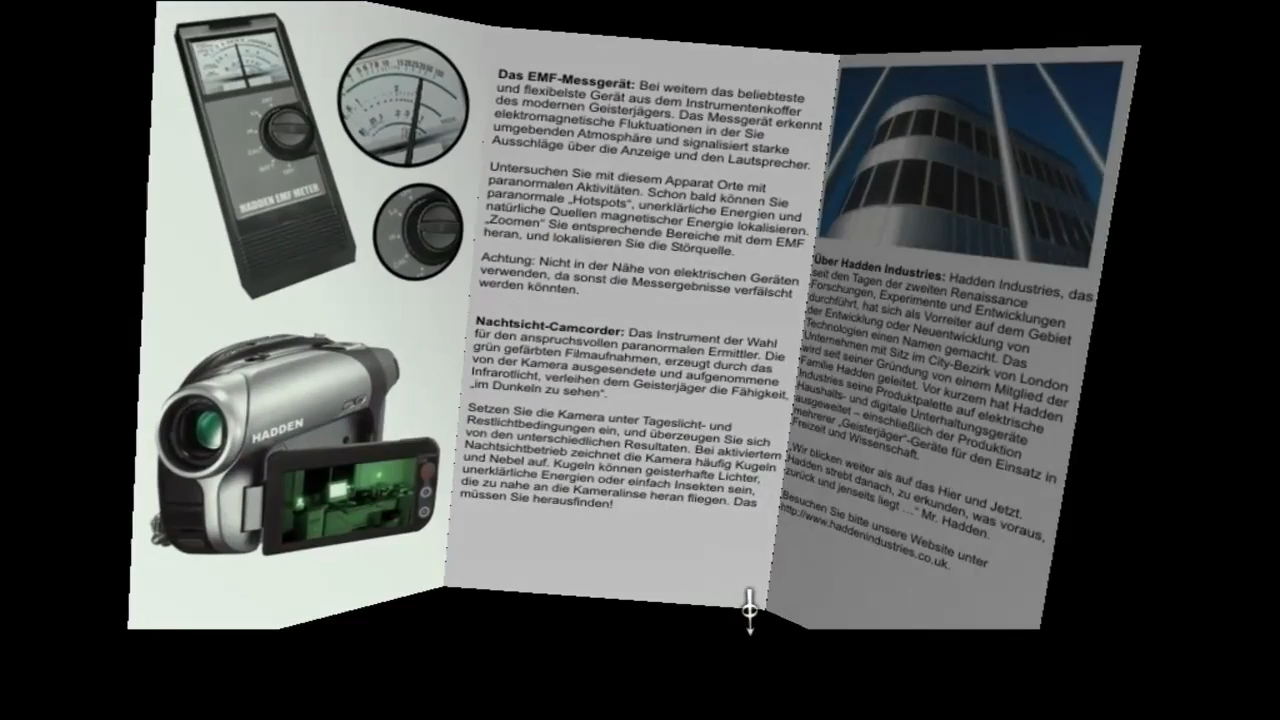 HADDEN EMF METER
HADDEN
Das EMF-Messgerät: Bei weitem das beliebteste
und flexibelste Gerät aus dem Instrumentenkoffer
des modernen Geisterjägers. Das Messgerät erkennt
elektromagnetische Fluktuationen in der Sie
umgebenden Atmosphäre und signalisiert starke
Ausschläge über die Anzeige und den Lautsprecher.
Untersuchen Sie mit diesem Apparat Orte mit
paranormalen Aktivitäten. Schon bald können Sie
paranormale „Hotspots“, unerklärliche Energien und
natürliche Quellen magnetischer Energie lokalisieren.
„Zoomen“ Sie entsprechende Bereiche mit dem EMF
heran, und lokalisieren Sie die Störquelle.
Achtung: Nicht in der Nähe von elektrischen Geräten
verwenden, da sonst die Messergebnisse verfälscht
werden könnten.
Nachtsicht-Camcorder: Das Instrument der Wahl
für den anspruchsvollen paranormalen Ermittler. Die
grün gefärbten Filmaufnahmen, erzeugt durch das
von der Kamera ausgesendete und aufgenommene
Infrarotlicht, verleihen dem Geisterjäger die Fähigkeit,
„im Dunkeln zu sehen“.
Setzen Sie die Kamera unter Tageslicht- und
Restlichtbedingungen ein, und überzeugen Sie sich
von den unterschiedlichen Resultaten. Bei aktiviertem
Nachtsichtbetrieb zeichnet die Kamera häufig Kugeln
und Nebel auf. Kugeln können geisterhafte Lichter,
unerklärliche Energien oder einfach Insekten sein,
die zu nahe an die Kameralinse heran fliegen. Das
müssen Sie herausfinden!
Über Hadden Industries: Hadden Industries, das
seit den Tagen der zweiten Renaissance
Forschungen, Experimente und Entwicklungen
durchführt, hat sich als Vorreiter auf dem Gebiet
der Entwicklung oder Neuentwicklung von
Technologien einen Namen gemacht. Das
Unternehmen mit Sitz im City-Bezirk von London
wird seit seiner Gründung von einem Mitglied der
Familie Hadden geleitet. Vor kurzem hat Hadden
Industries seine Produktpalette auf elektrische
Haushalts- und digitale Unterhaltungsgeräte
ausgeweitet – einschließlich der Produktion
mehrerer „Geisterjäger“-Geräte für den Einsatz in
Freizeit und Wissenschaft.
„Wir blicken weiter als auf das Hier und Jetzt.
Hadden strebt danach, zu erkunden, was voraus,
zurück und jenseits liegt ...“ Mr. Hadden.
Besuchen Sie bitte unsere Website unter
http://www.haddenindustries.co.uk.